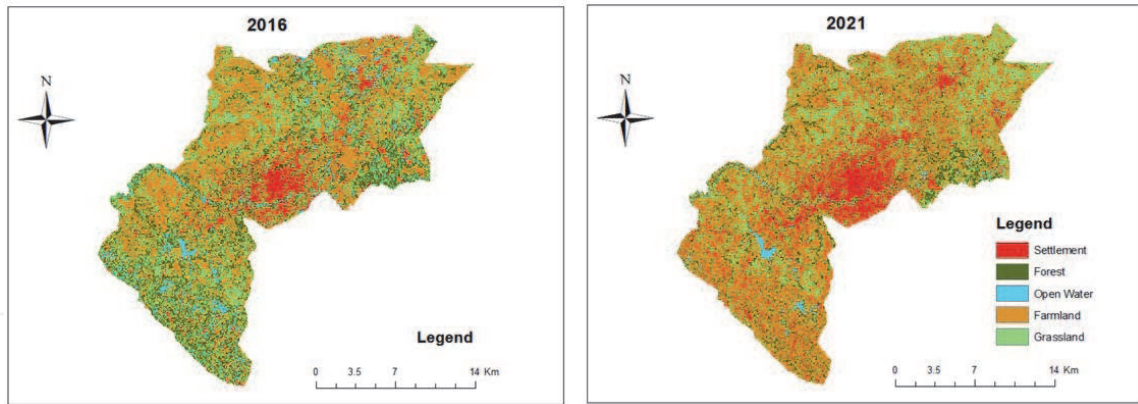 2016
N
Legend
0 3.5 7 14 Km
2021
N
Legend
Settlement
Forest
Open Water
Farmland
Grassland
0 3.5 7 14 Km